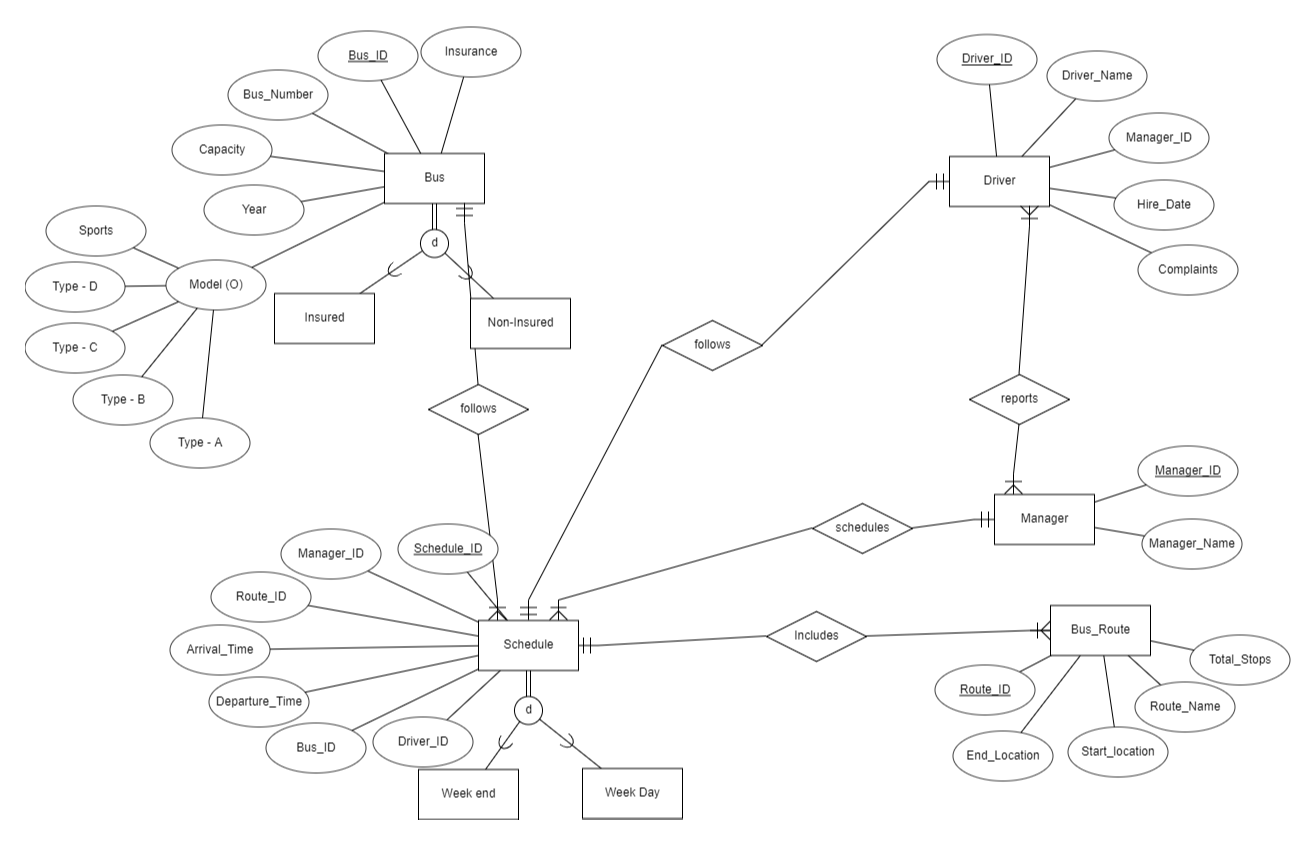 Bus_ID
Insurance
Bus_Number
Capacity
Year
Bus
Sports
Type - D
Model (O)
Type - C
Type - B
Type - A
d
Insured
Non-Insured
follows
Driver_ID
Driver_Name
Manager_ID
Driver
Hire_Date
Complaints
follows
reports
Manager_ID
Manager
Manager_Name
schedules
Schedule_ID
Manager_ID
Route_ID
Arrival_Time
Schedule
Departure_Time
Bus_ID
Driver_ID
d
Week end
Week Day
Includes
Bus_Route
Total_Stops
Route_ID
Route_Name
End_Location
Start_location